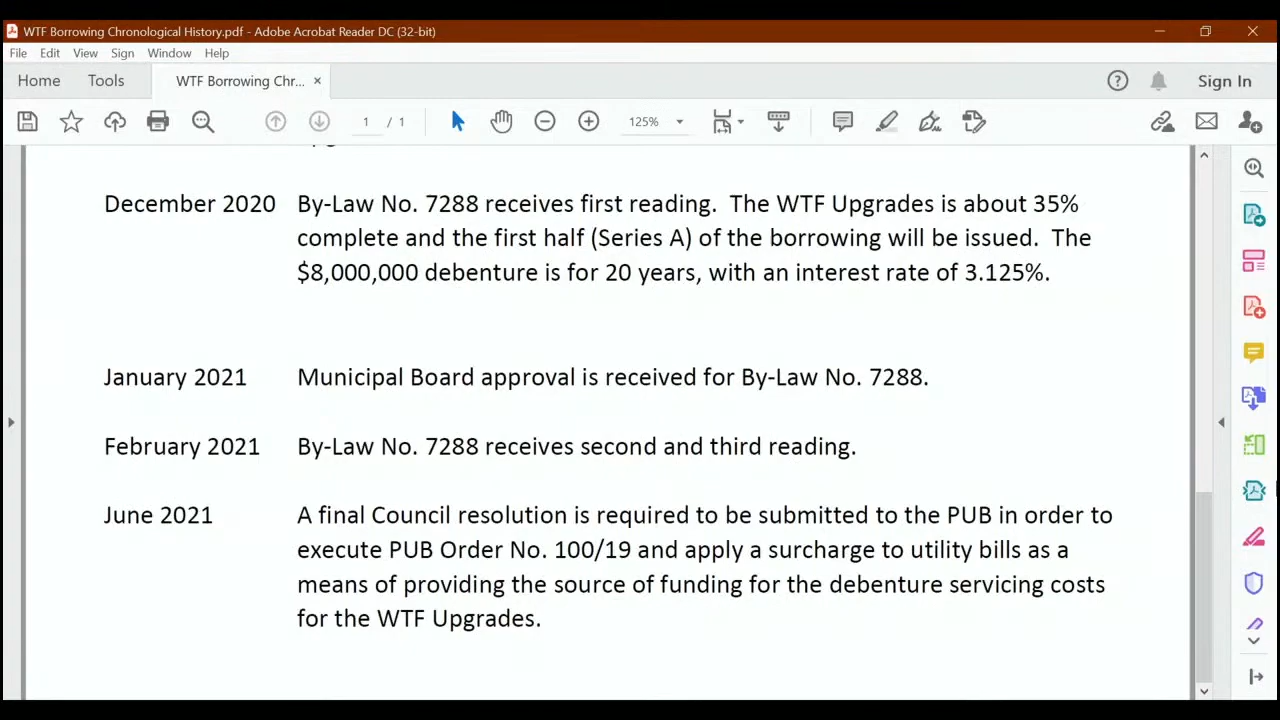 WTF Borrowing Chronological History.pdf - Adobe Acrobat Reader DC (32-bit)
File Edit View Sign Window Help
Home Tools WTF Borrowing Chr... × Sign In
1 / 1 125%
December 2020 By-Law No. 7288 receives first reading. The WTF Upgrades is about 35%
complete and the first half (Series A) of the borrowing will be issued. The
$8,000,000 debenture is for 20 years, with an interest rate of 3.125%.
January 2021 Municipal Board approval is received for By-Law No. 7288.
February 2021 By-Law No. 7288 receives second and third reading.
June 2021 A final Council resolution is required to be submitted to the PUB in order to
execute PUB Order No. 100/19 and apply a surcharge to utility bills as a
means of providing the source of funding for the debenture servicing costs
for the WTF Upgrades.